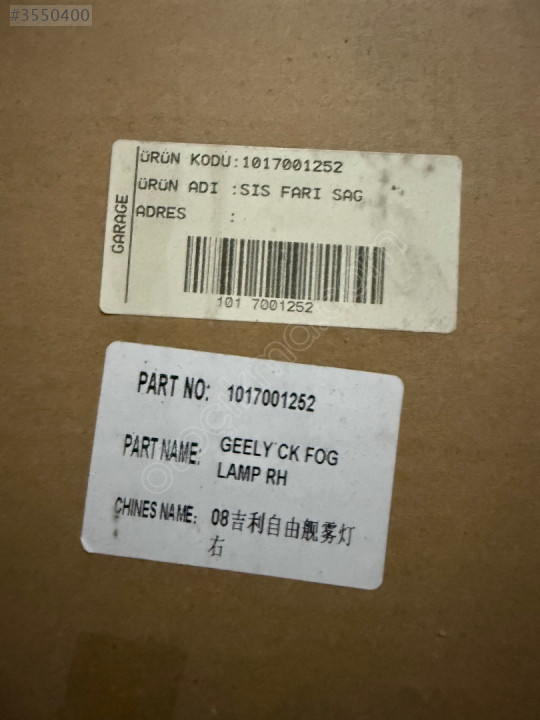 #3550400
GARAGE
ÜRÜN KODU:1017001252
ÜRÜN ADI :SIS FARI SAG
ADRES :
101 7001252
PART NO: 1017001252
PART NAME: GEELY CK FOG
LAMP RH
CHINES NAME: 08吉利自由舰雾灯
右